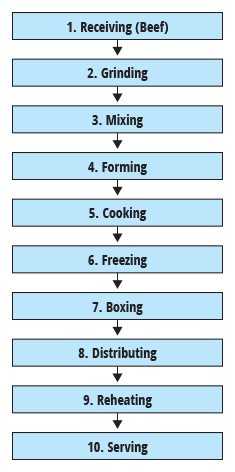 1. Receiving (Beef)
2. Grinding
3. Mixing
4. Forming
5. Cooking
6. Freezing
7. Boxing
8. Distributing
9. Reheating
10. Serving